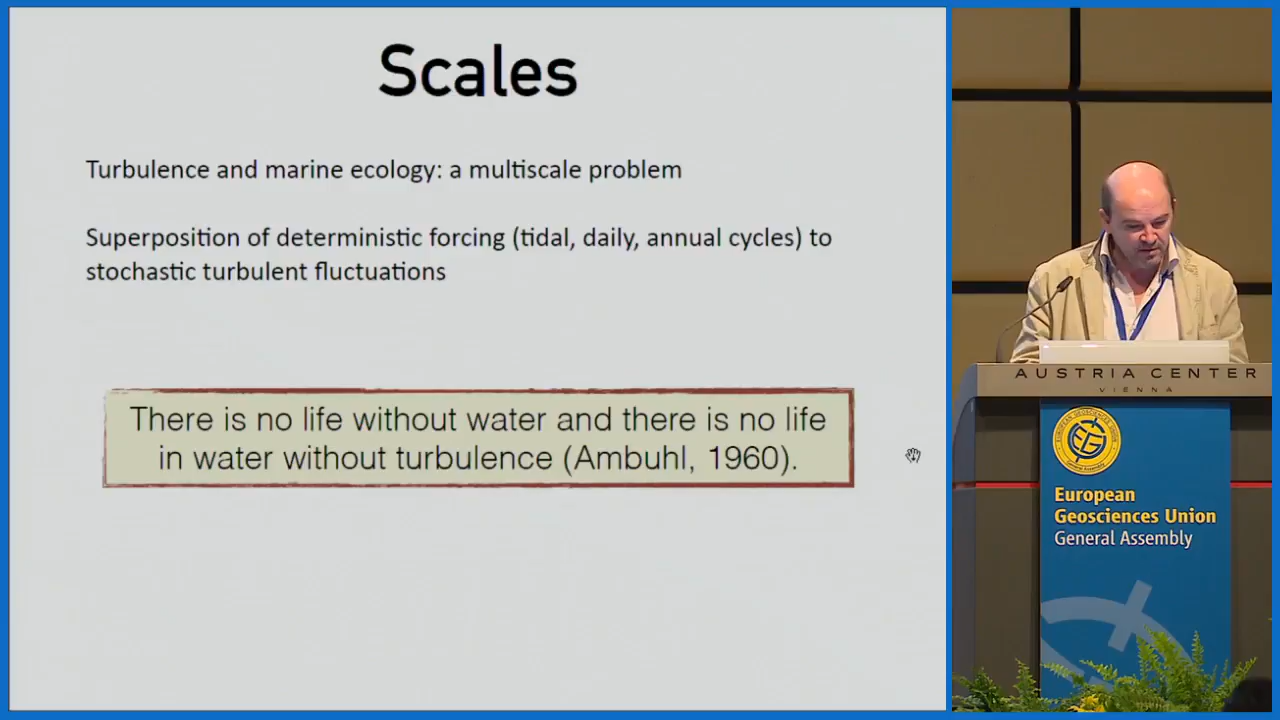 Scales
Turbulence and marine ecology: a multiscale problem
Superposition of deterministic forcing (tidal, daily, annual cycles) to
stochastic turbulent fluctuations
There is no life without water and there is no life
in water without turbulence (Ambuhl, 1960).
AUSTRIA CENTER
VIENNA
European
Geosciences Union
General Assembly